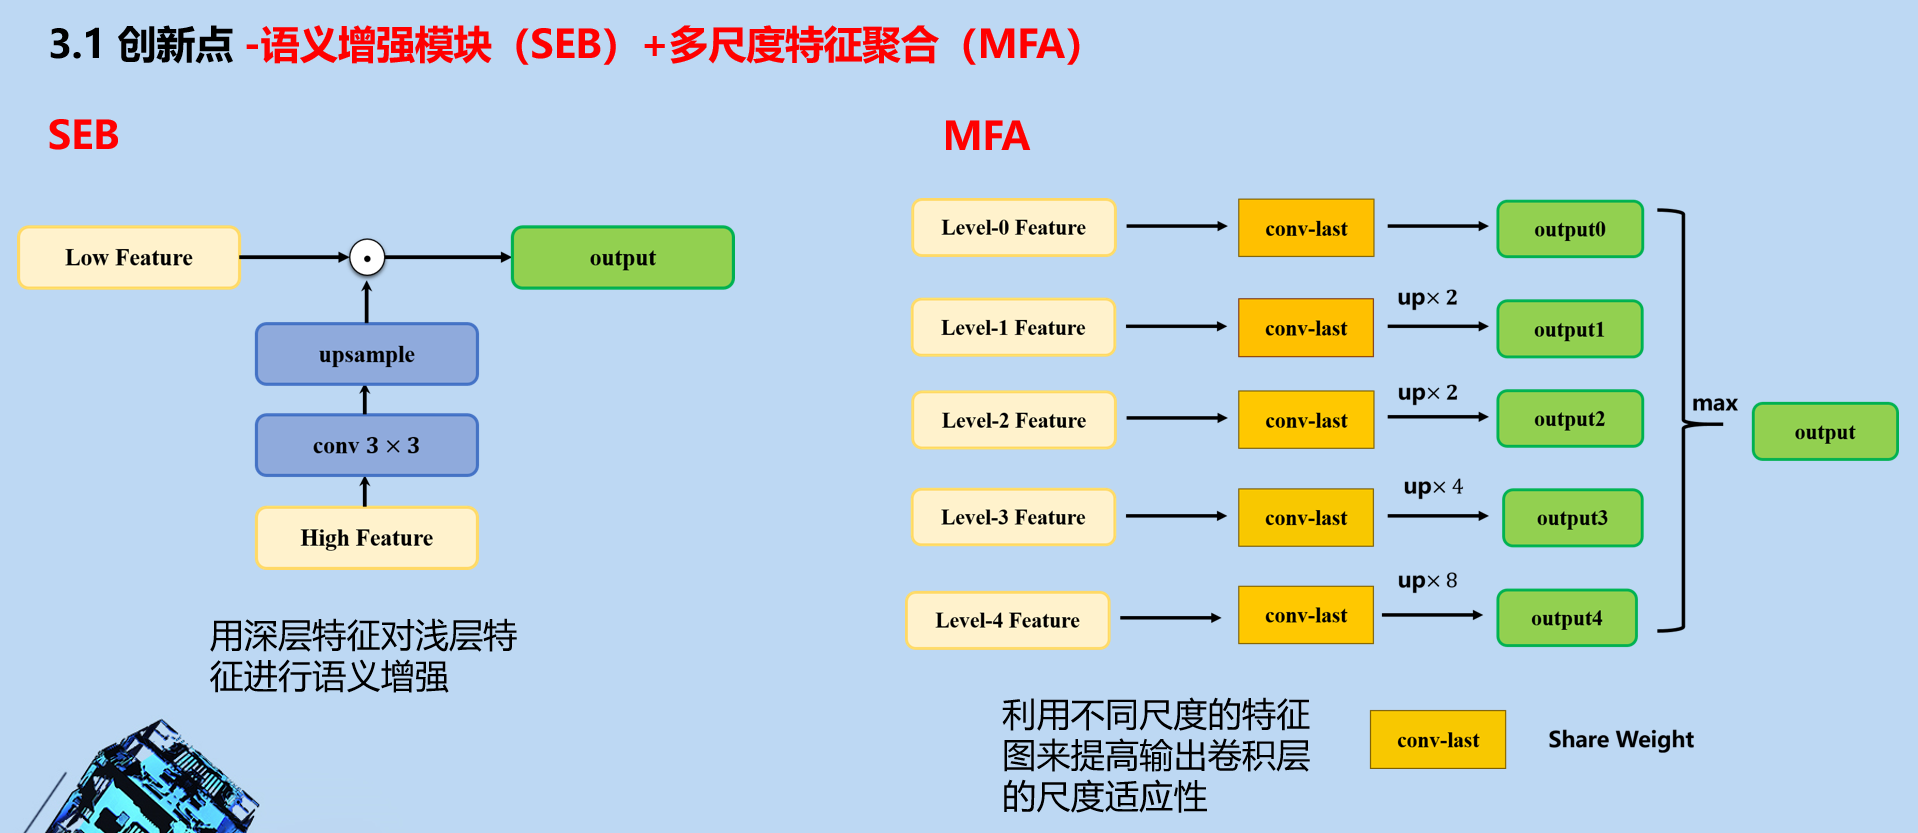 3.1 创新点 -语义增强模块（SEB）+多尺度特征聚合（MFA）
SEB
Low Feature
output
upsample
conv 3 × 3
High Feature
用深层特征对浅层特
征进行语义增强
MFA
Level-0 Feature
conv-last
output0
Level-1 Feature
conv-last
up× 2
output1
Level-2 Feature
conv-last
up× 2
output2
Level-3 Feature
conv-last
up× 4
output3
Level-4 Feature
conv-last
up× 8
output4
max
output
利用不同尺度的特征
图来提高输出卷积层
的尺度适应性
conv-last
Share Weight